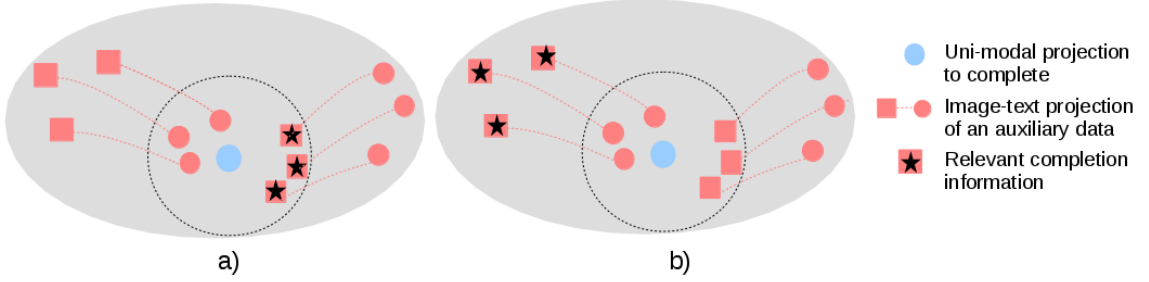 Uni-modal projection
to complete
Image-text projection
of an auxiliary data
Relevant completion
information
a)
b)